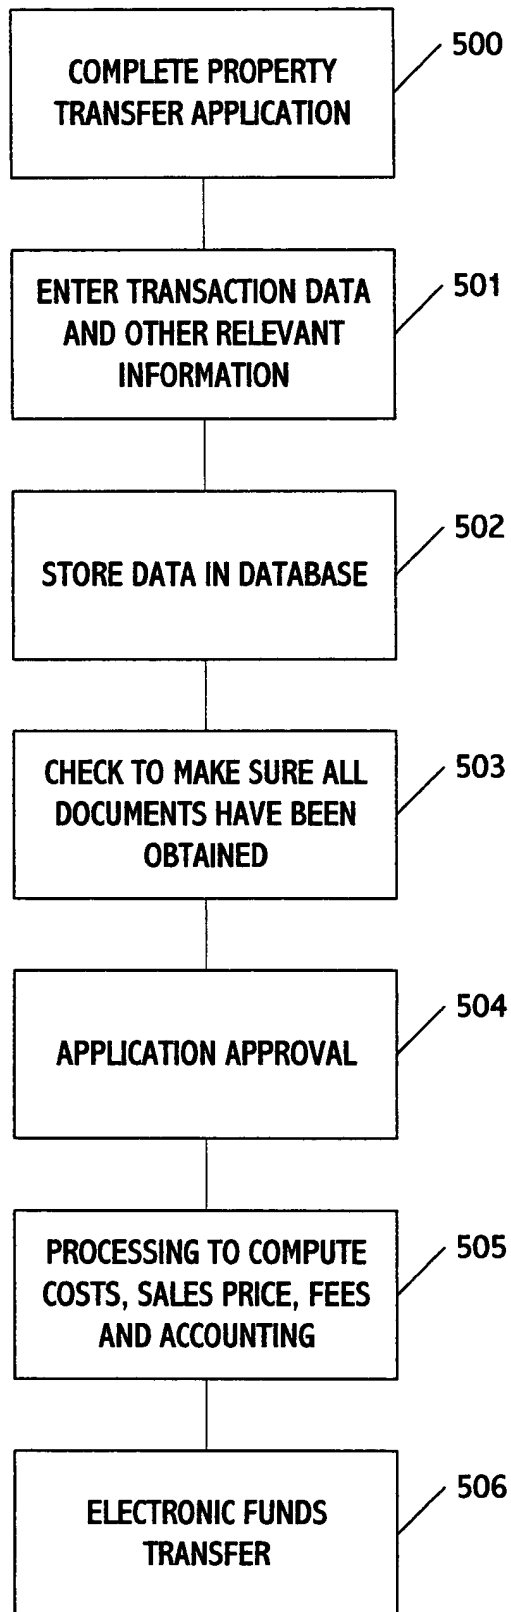 COMPLETE PROPERTY
TRANSFER APPLICATION
500
ENTER TRANSACTION DATA
AND OTHER RELEVANT
INFORMATION
501
STORE DATA IN DATABASE
502
CHECK TO MAKE SURE ALL
DOCUMENTS HAVE BEEN
OBTAINED
503
APPLICATION APPROVAL
504
PROCESSING TO COMPUTE
COSTS, SALES PRICE, FEES
AND ACCOUNTING
505
ELECTRONIC FUNDS
TRANSFER
506